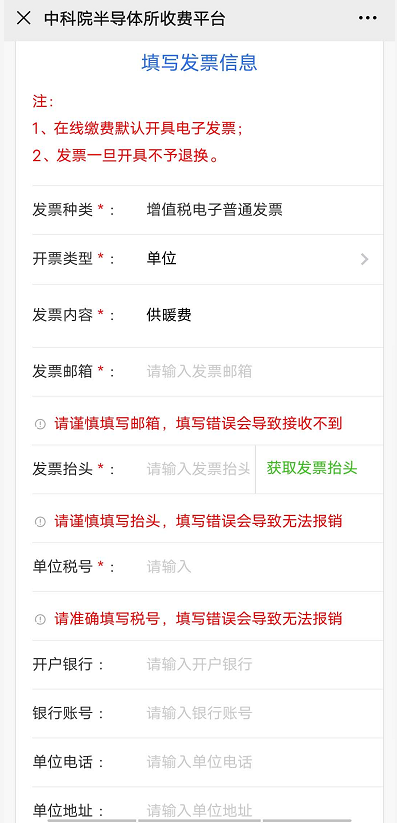 中科院半导体所收费平台
填写发票信息
注:
1、在线缴费默认开具电子发票;
2、发票一旦开具不予退换。
发票种类 * : 增值税电子普通发票
开票类型 * : 单位
发票内容 * : 供暖费
发票邮箱 * : 请输入发票邮箱
请谨慎填写邮箱，填写错误会导致接收不到
发票抬头 * : 请输入发票抬头 获取发票抬头
请谨慎填写抬头，填写错误会导致无法报销
单位税号 * : 请输入
请准确填写税号，填写错误会导致无法报销
开户银行 : 请输入开户银行
银行账号 : 请输入银行账号
单位电话 : 请输入单位电话
单位地址 : 请输入单位地址